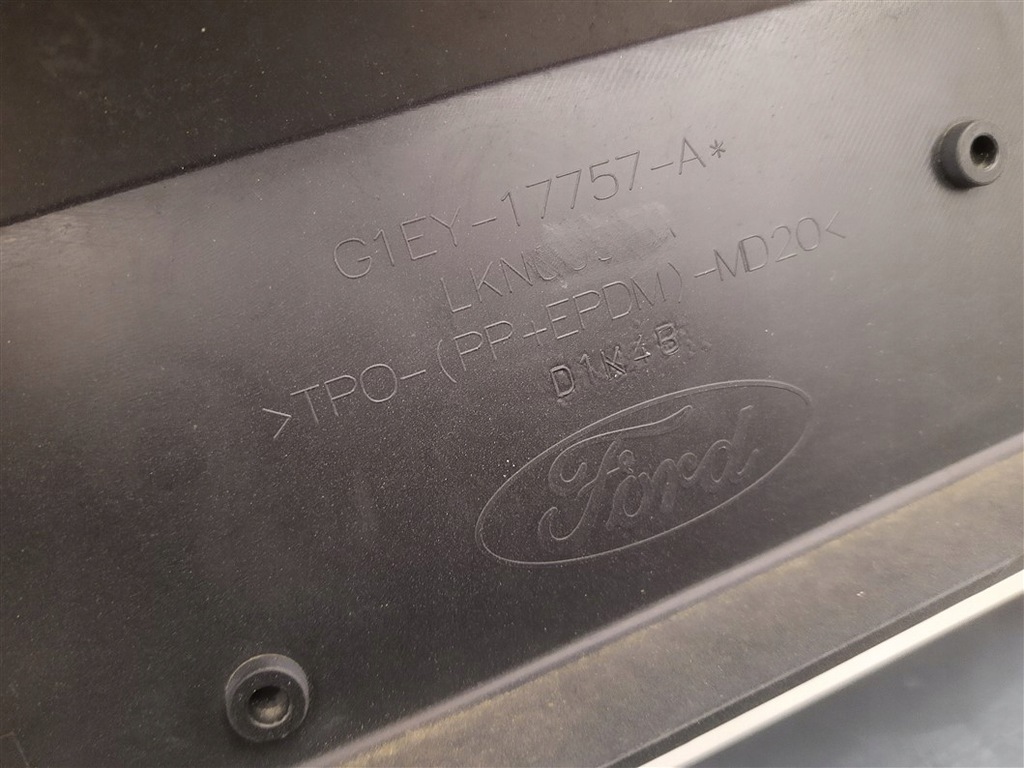 G1EY-17757-A*
>TPO-(PP+EPDM)-MD20<
Ford